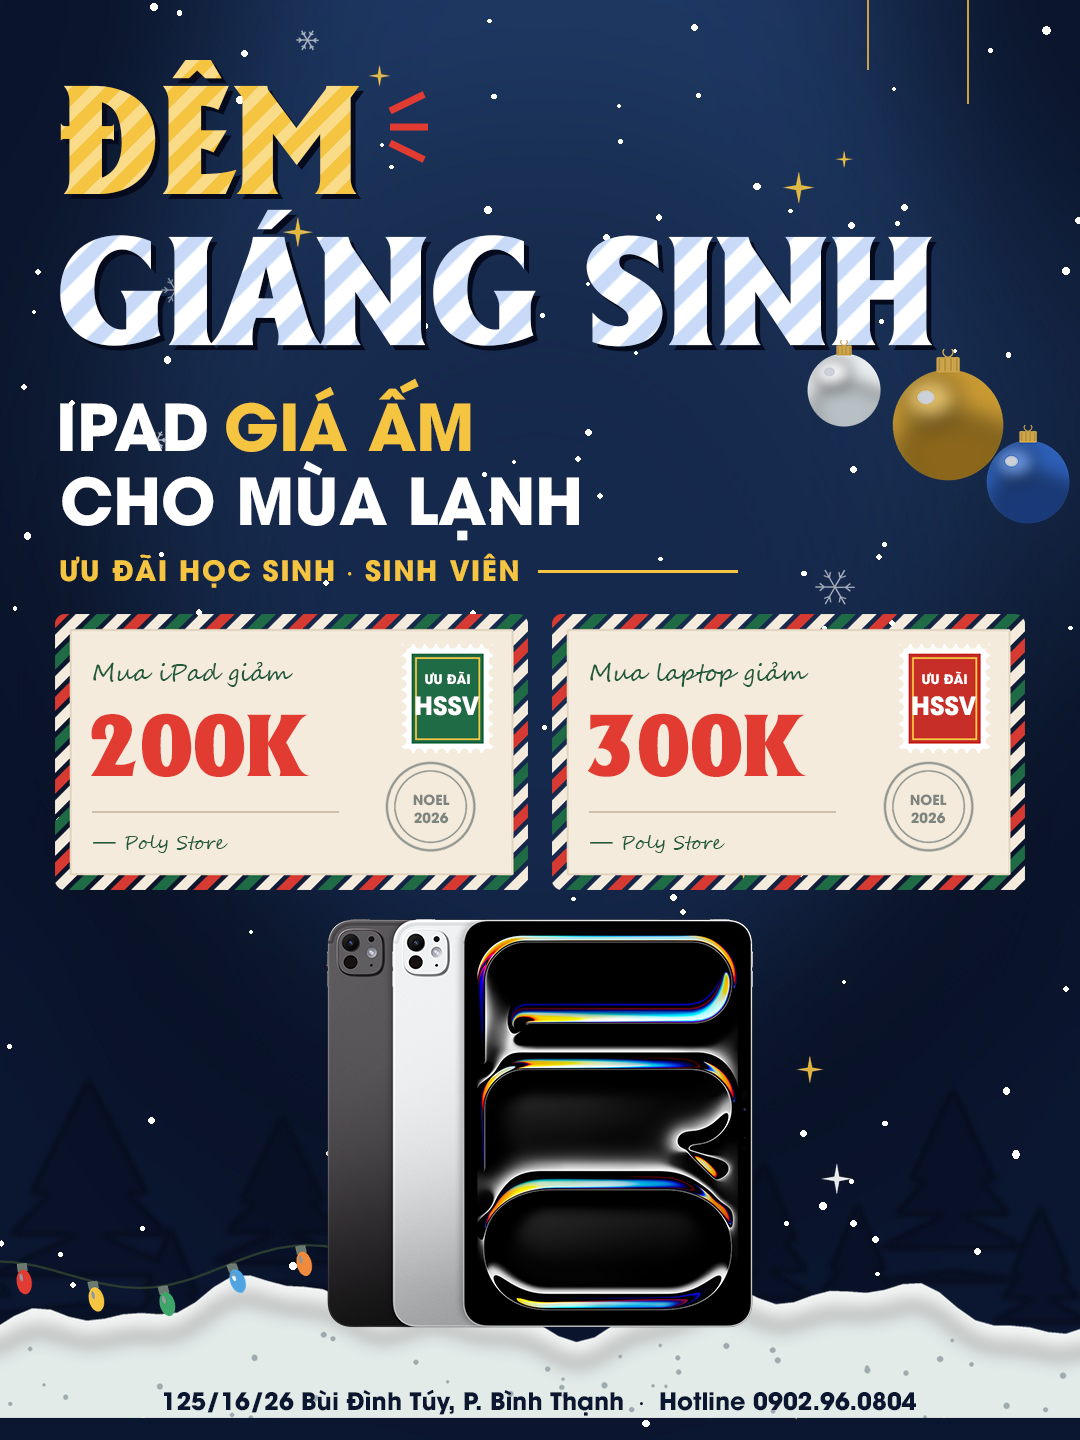 ĐÊM
GIÁNG SINH
IPAD GIÁ ẤM
CHO MÙA LẠNH
ƯU ĐÃI HỌC SINH · SINH VIÊN
Mua iPad giảm
200K
— Poly Store
ƯU ĐÃI
HSSV
NOEL
2026
Mua laptop giảm
300K
— Poly Store
ƯU ĐÃI
HSSV
NOEL
2026
125/16/26 Bùi Đình Túy, P. Bình Thạnh · Hotline 0902.96.0804